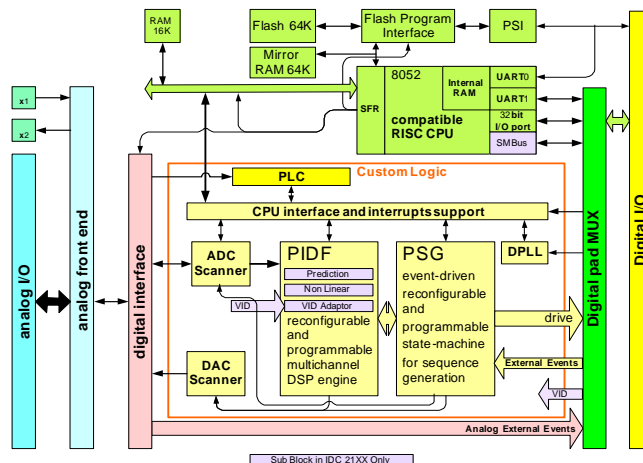 RAM
16K
Flash 64K
Flash Program
Interface
PSI
Mirror
RAM 64K
8052
Internal
RAM
UART0
UART1
32bit
I/O port
SMBus
SFR
compatible
RISC CPU
x1
x2
analog I/O
analog front end
digital interface
Digital pad MUX
Digital I/O
Custom Logic
PLC
CPU interface and interrupts support
ADC
Scanner
PIDF
Prediction
Non Linear
VID Adaptor
VID
reconfigurable
and
programmable
multichannel
DSP engine
PSG
event-driven
reconfigurable
and
programmable
state-machine
for sequence
generation
DPLL
drive
External Events
VID
DAC
Scanner
Analog External Events
Sub Block in IDC 21XX Only